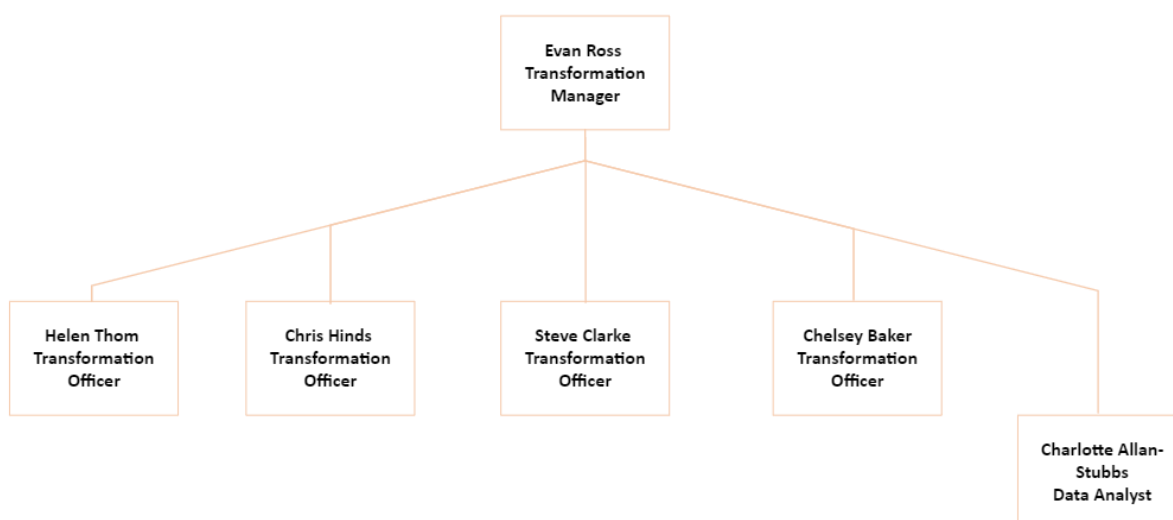 Evan Ross
Transformation
Manager
Helen Thom
Transformation
Officer
Chris Hinds
Transformation
Officer
Steve Clarke
Transformation
Officer
Chelsey Baker
Transformation
Officer
Charlotte Allan-
Stubbs
Data Analyst